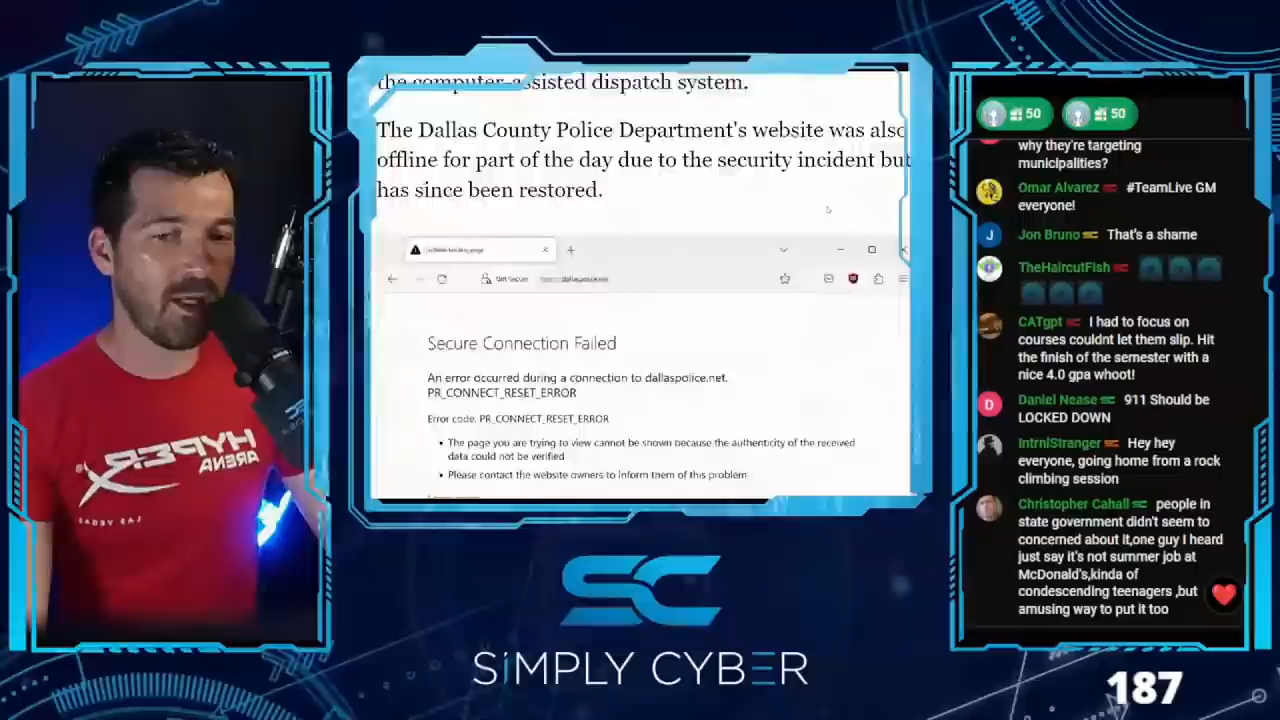 the computer-assisted dispatch system.
The Dallas County Police Department's website was also
offline for part of the day due to the security incident but
has since been restored.
Not Secure
Secure Connection Failed
An error occurred during a connection to dallaspolice.net.
PR_CONNECT_RESET_ERROR
Error code: PR_CONNECT_RESET_ERROR
The page you are trying to view cannot be shown because the authenticity of the received
data could not be verified
Please contact the website owners to inform them of this problem
HYPERX
ARENA
LAS VEGAS
SC
SIMPLY CYBER
50
50
why they're targeting
municipalities?
Omar Alvarez #TeamLive GM
everyone!
Jon Bruno That's a shame
TheHaircutFish
CATgpt I had to focus on
courses couldnt let them slip. Hit
the finish of the semester with a
nice 4.0 gpa whoot!
D
Daniel Nease 911 Should be
LOCKED DOWN
IntrnlStranger Hey hey
everyone, going home from a rock
climbing session
Christopher Cahall people in
state government didn't seem to
concerned about it,one guy I heard
just say it's not summer job at
McDonald's,kinda of
condescending teenagers ,but
amusing way to put it too
187